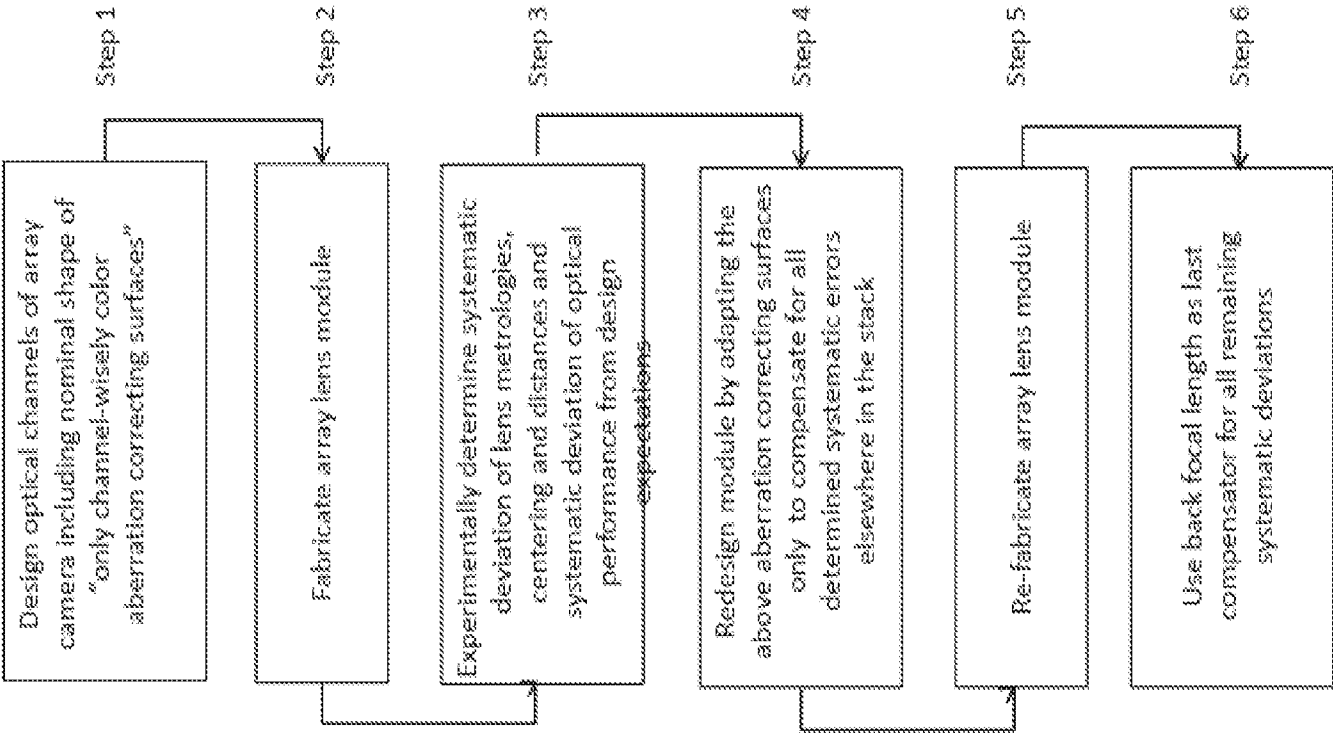 Design optical channels of array
camera including nominal shape of
"only channel-wisely color
aberration correcting surfaces"
Step 1
Fabricate array lens module
Step 2
Experimentally determine systematic
deviation of lens metrologies,
centering and distances and
systematic deviation of optical
performance from design
expectations
Step 3
Redesign module by adapting the
above aberration correcting surfaces
only to compensate for all
determined systematic errors
elsewhere in the stack
Step 4
Re-fabricate array lens module
Step 5
Use back focal length as last
compensator for all remaining
systematic deviations
Step 6